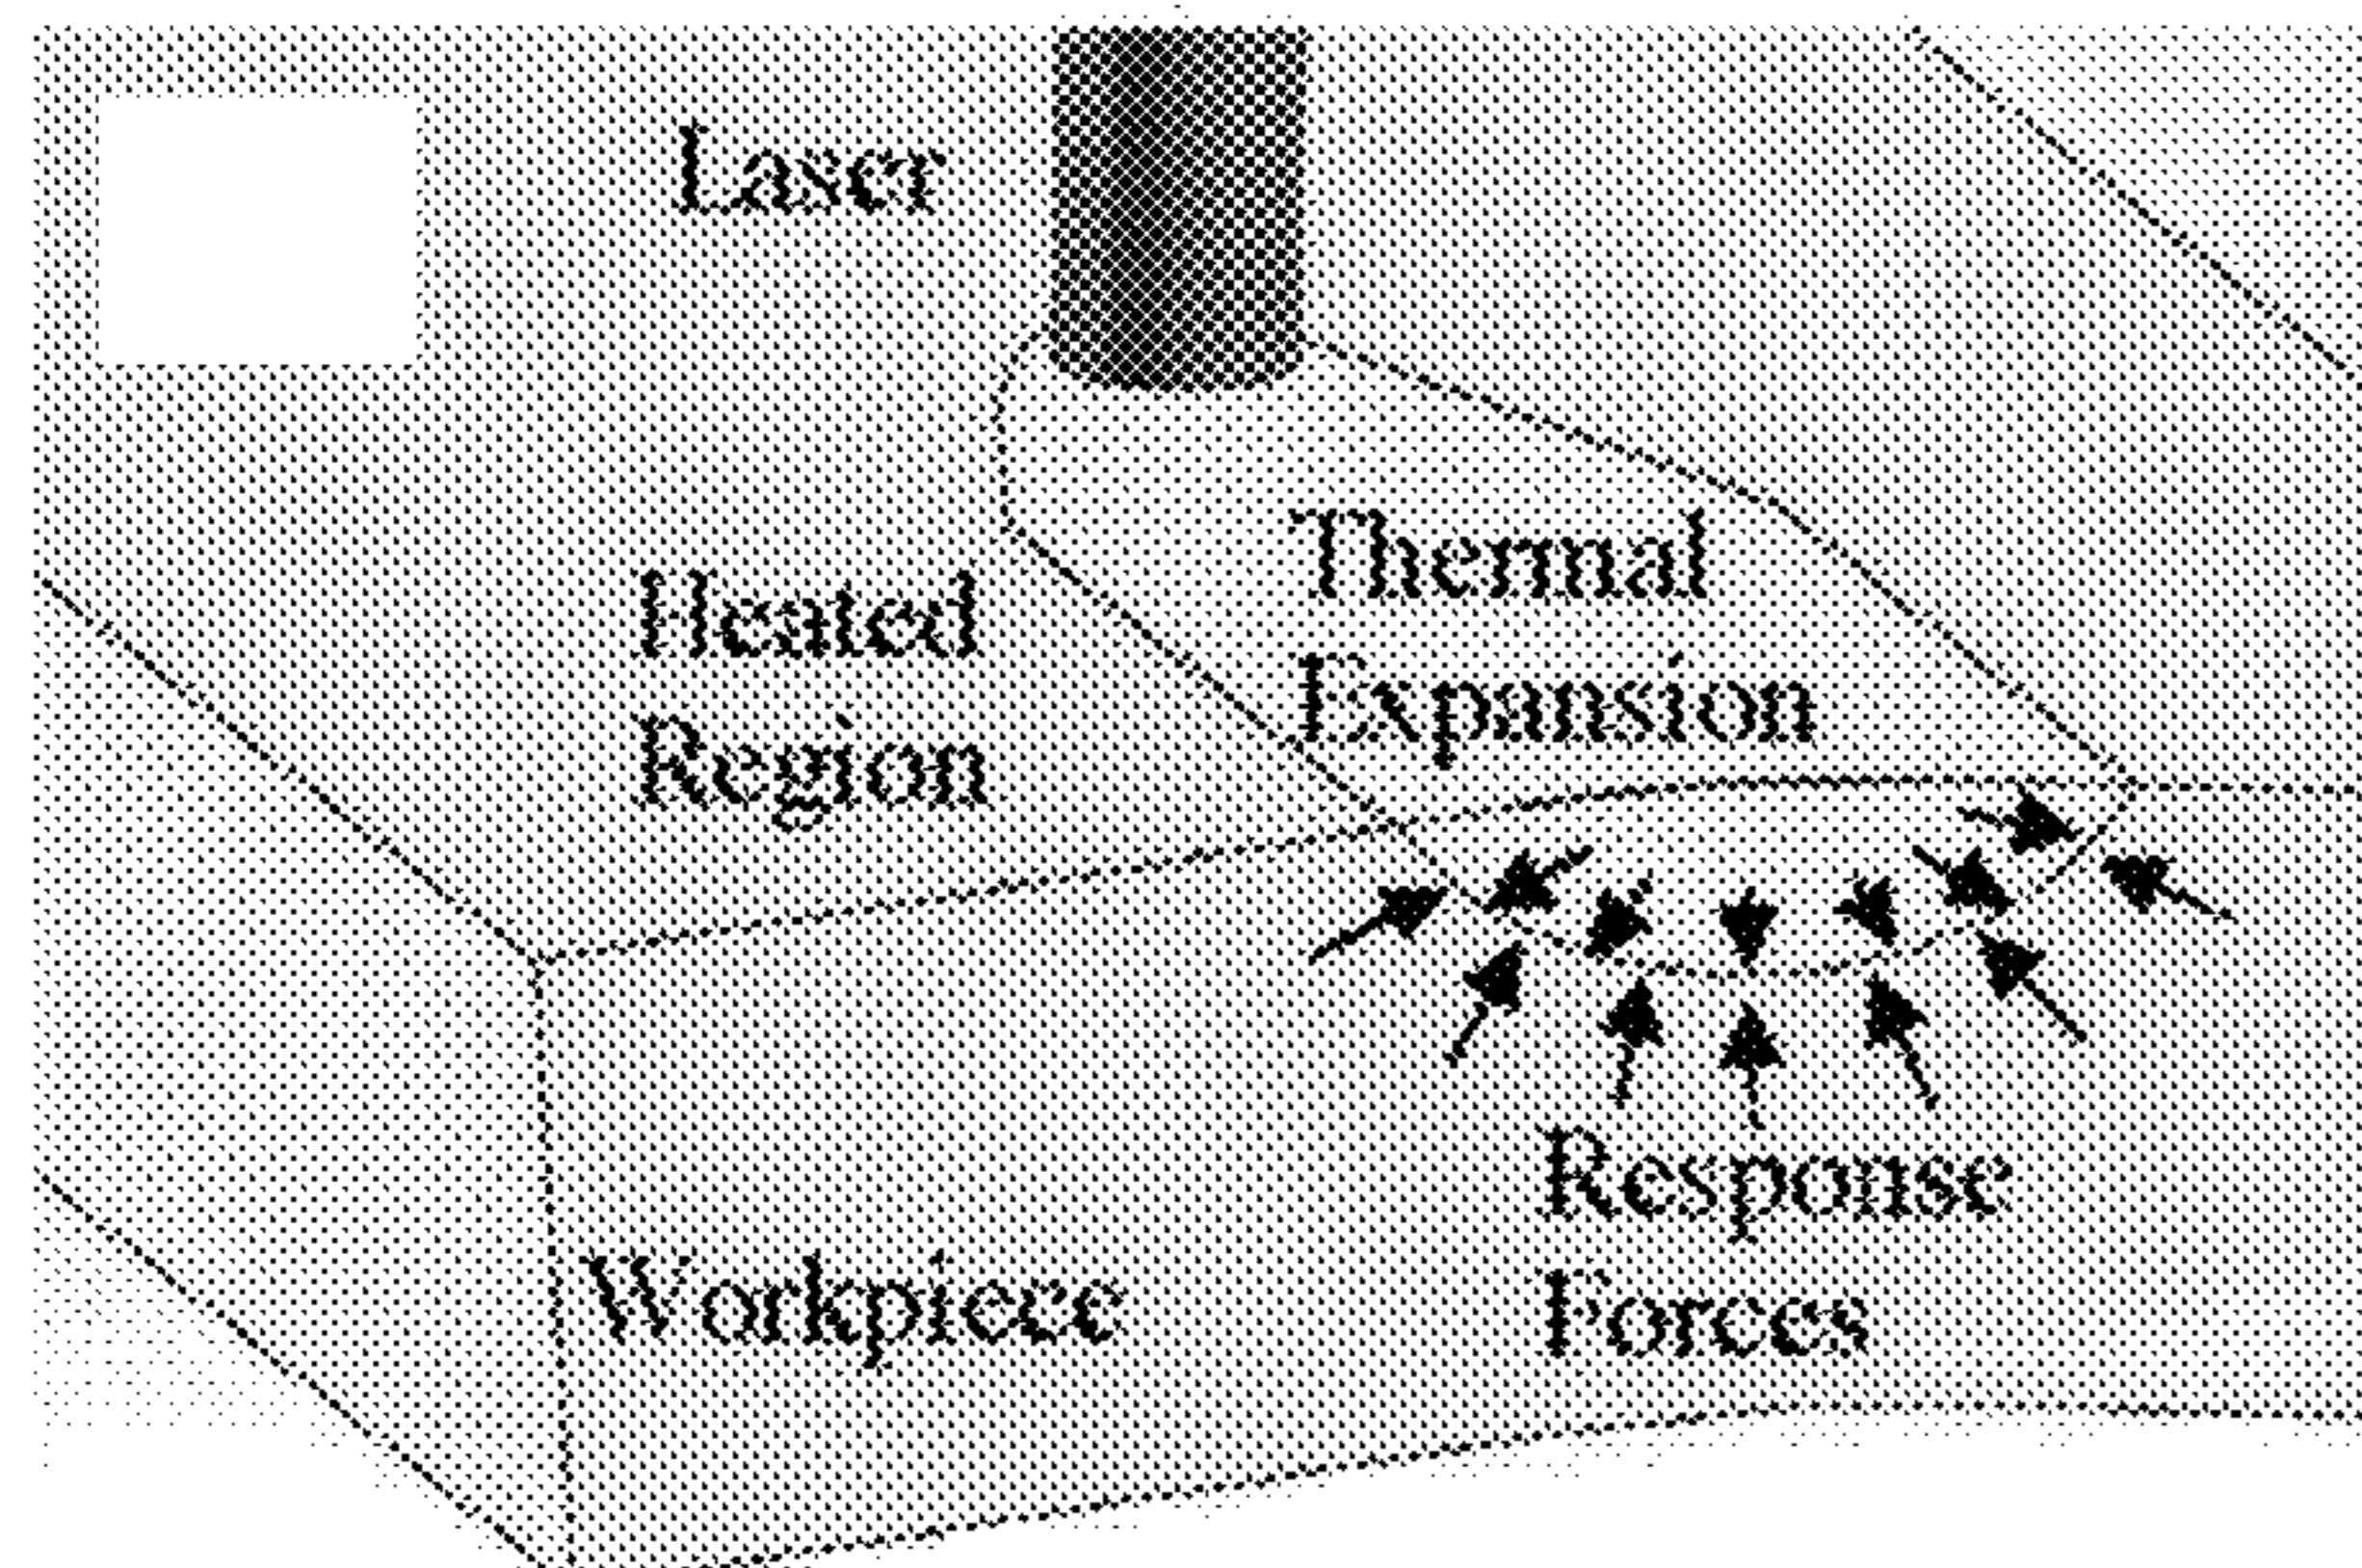 Laser
Thermal
Expansion
Heated
Region
Response
Forces
Workpiece